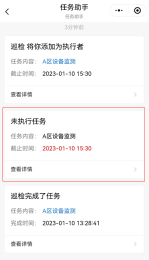 任务助手
任务助手
5分钟前
巡检 将你添加为执行者
任务内容: A区设备监测
截止时间: 2023-01-10 15:30
查看详情
未执行任务
任务内容: A区设备监测
截止时间: 2023-01-10 15:30
查看详情
巡检完成了任务
任务内容: A区设备监测
完成时间: 2023-01-10 13:28:41
查看详情